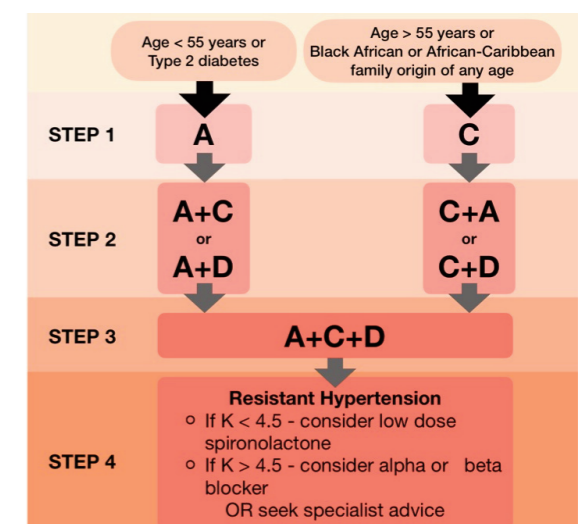 Age < 55 years or
Type 2 diabetes
Age > 55 years or
Black African or African-Caribbean
family origin of any age
STEP 1
A
C
STEP 2
A+C
or
A+D
C+A
or
C+D
STEP 3
A+C+D
STEP 4
Resistant Hypertension
o If K < 4.5 - consider low dose
spironolactone
o If K > 4.5 - consider alpha or beta
blocker
OR seek specialist advice